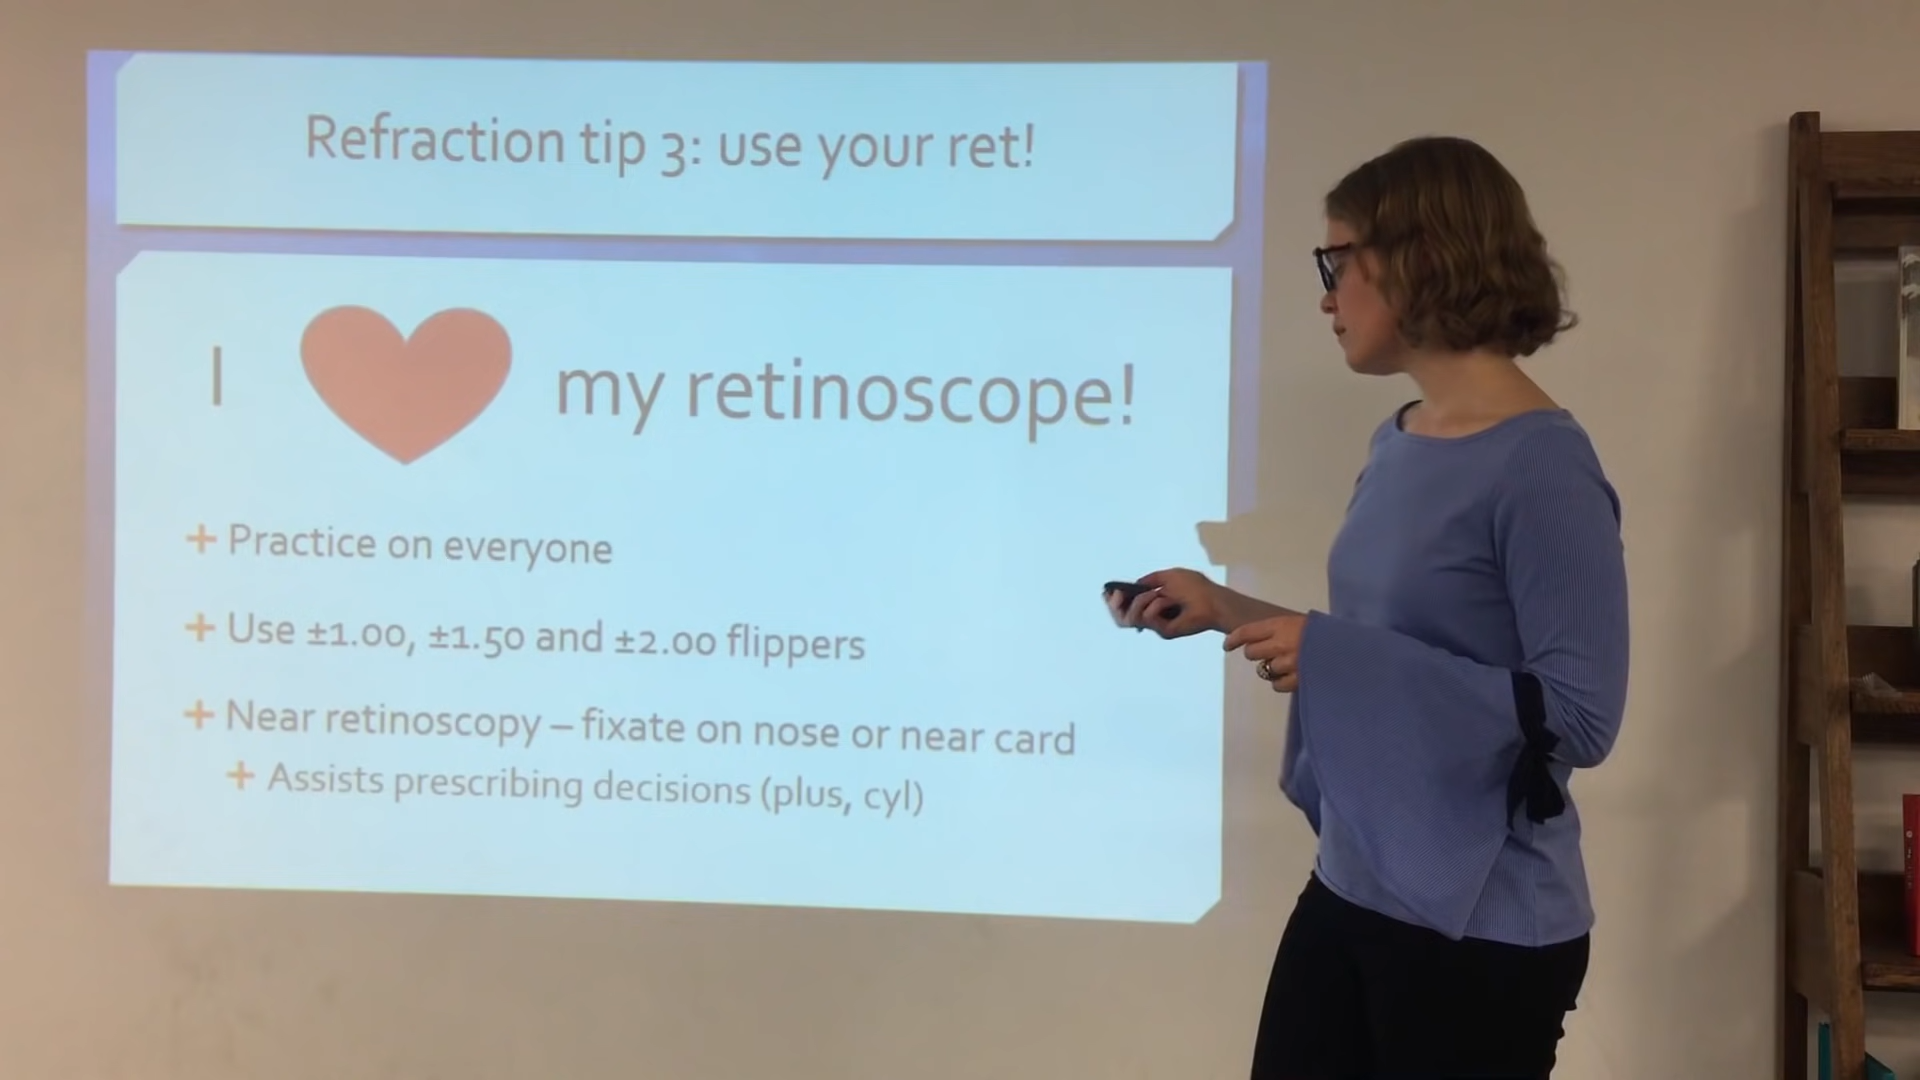 Refraction tip 3: use your ret!
I my retinoscope!
+ Practice on everyone
+ Use ±1.00, ±1.50 and ±2.00 flippers
+ Near retinoscopy – fixate on nose or near card
+ Assists prescribing decisions (plus, cyl)